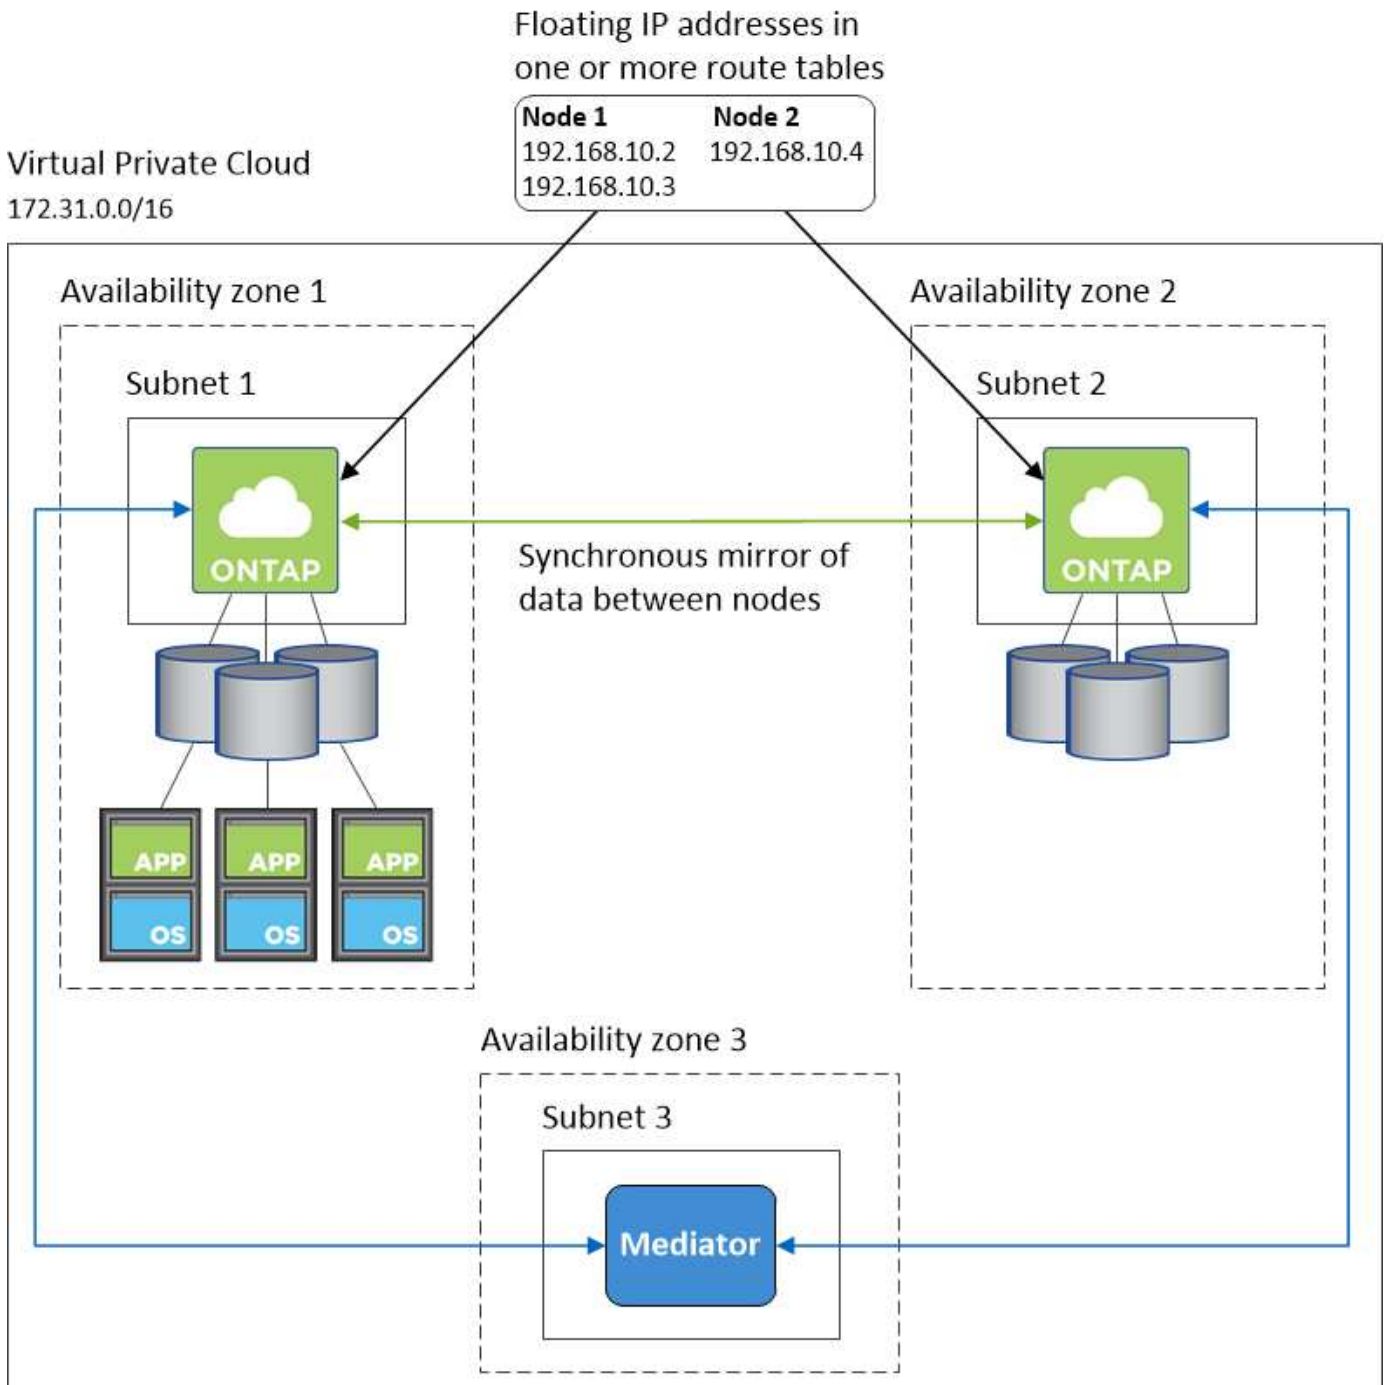 Floating IP addresses in
one or more route tables
Node 1 Node 2
192.168.10.2 192.168.10.4
192.168.10.3
Virtual Private Cloud
172.31.0.0/16
Availability zone 1
Availability zone 2
Subnet 1
Subnet 2
ONTAP
ONTAP
Synchronous mirror of
data between nodes
APP
APP
APP
OS
OS
OS
Availability zone 3
Subnet 3
Mediator